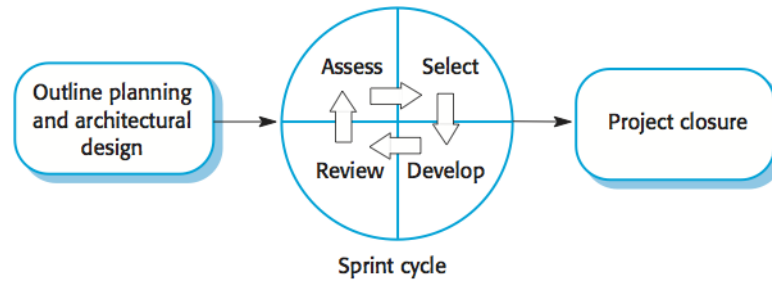 Outline planning
and architectural
design
Assess
Select
Review
Develop
Sprint cycle
Project closure